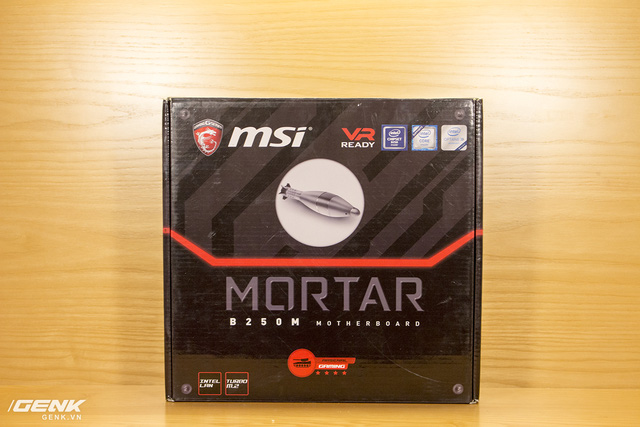 msi
VR
READY
MORTAR
B250M MOTHERBOARD
GAMING
INTEL
LAN
TURBO
M.2
/GENK
GENK.VN